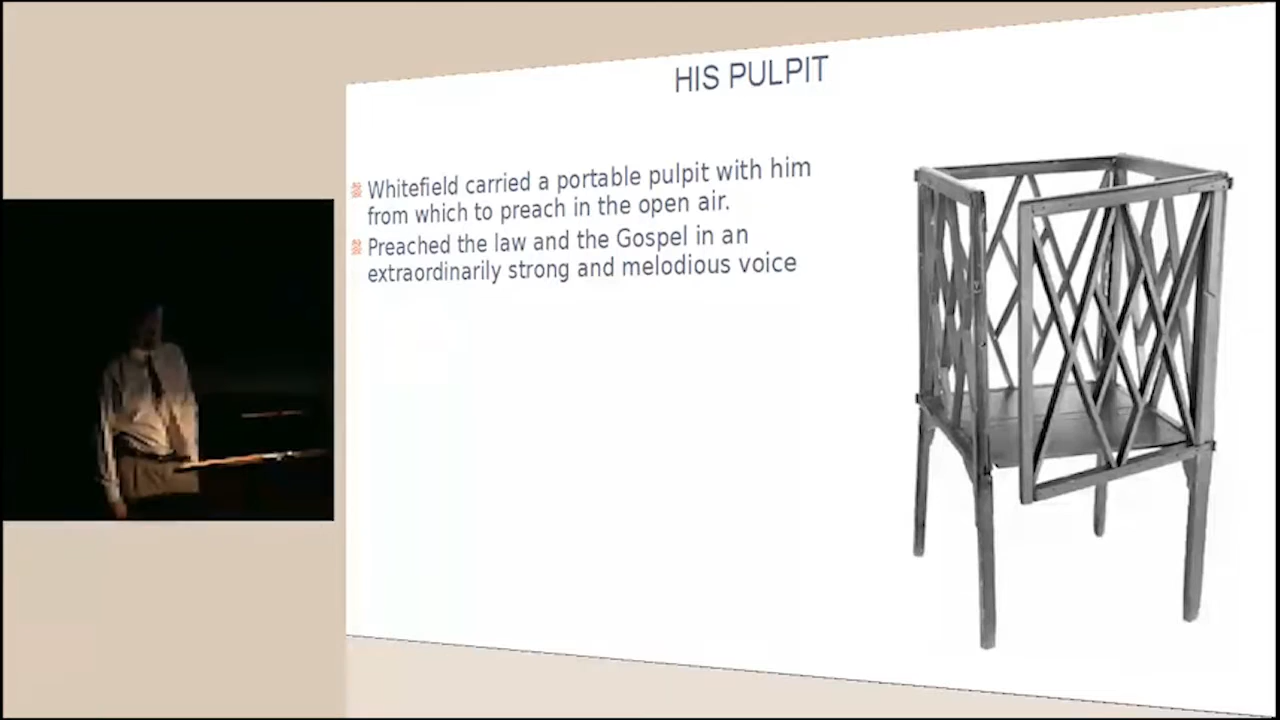 HIS PULPIT
Whitefield carried a portable pulpit with him
from which to preach in the open air.
Preached the law and the Gospel in an
extraordinarily strong and melodious voice